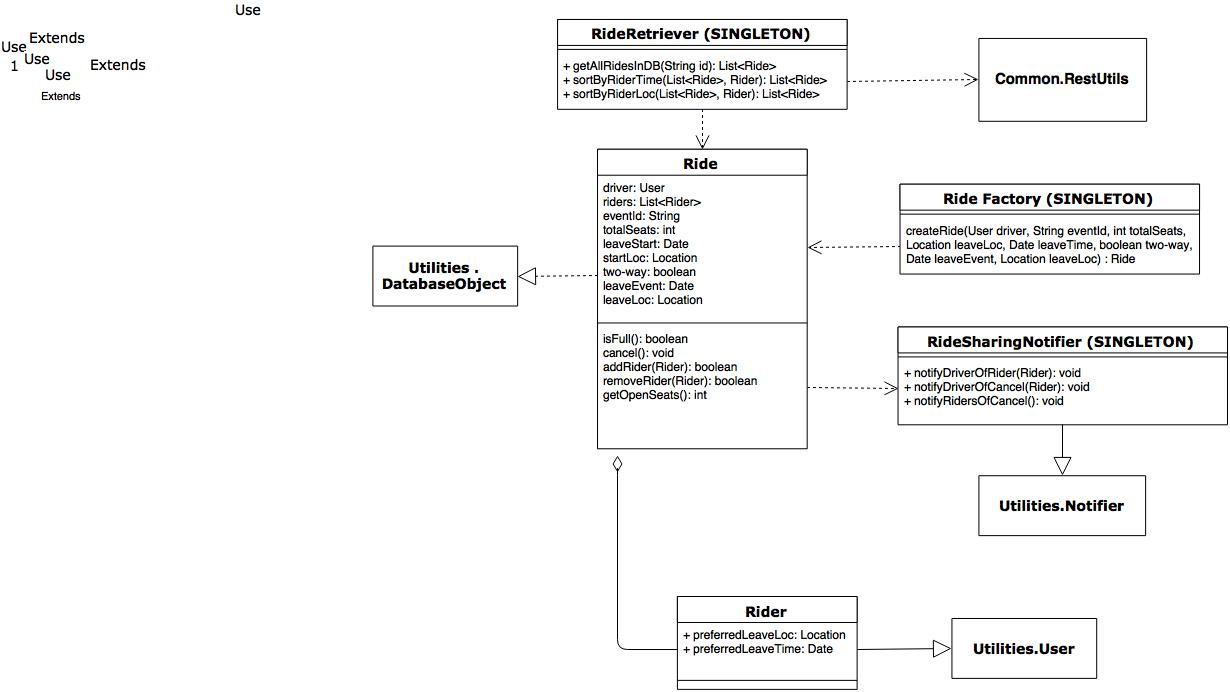 Use
Extends
Use
Use
1
Use
Extends
Extends
RideRetriever (SINGLETON)
+ getAllRidesInDB(String id): List<Ride>
+ sortByRiderTime(List<Ride>, Rider): List<Ride>
+ sortByRiderLoc(List<Ride>, Rider): List<Ride>
Common.RestUtils
Ride
driver: User
riders: List<Rider>
eventId: String
totalSeats: int
leaveStart: Date
startLoc: Location
two-way: boolean
leaveEvent: Date
leaveLoc: Location
isFull(): boolean
cancel(): void
addRider(Rider): boolean
removeRider(Rider): boolean
getOpenSeats(): int
Ride Factory (SINGLETON)
createRide(User driver, String eventId, int totalSeats,
Location leaveLoc, Date leaveTime, boolean two-way,
Date leaveEvent, Location leaveLoc) : Ride
Utilities .
DatabaseObject
RideSharingNotifier (SINGLETON)
+ notifyDriverOfRider(Rider): void
+ notifyDriverOfCancel(Rider): void
+ notifyRidersOfCancel(): void
Utilities.Notifier
Rider
+ preferredLeaveLoc: Location
+ preferredLeaveTime: Date
Utilities.User